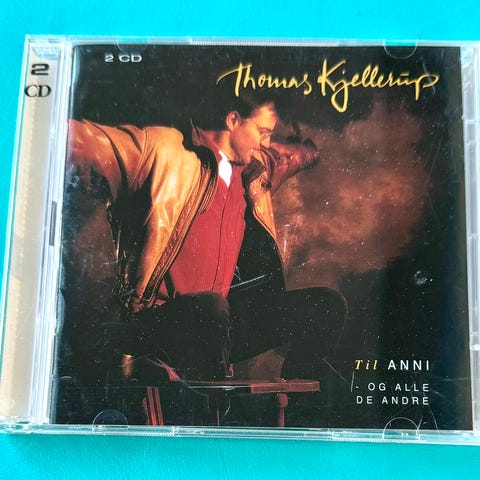 2
CD
2 CD
Thomas Kjellerup
Til ANNI
- OG ALLE
DE ANDRE